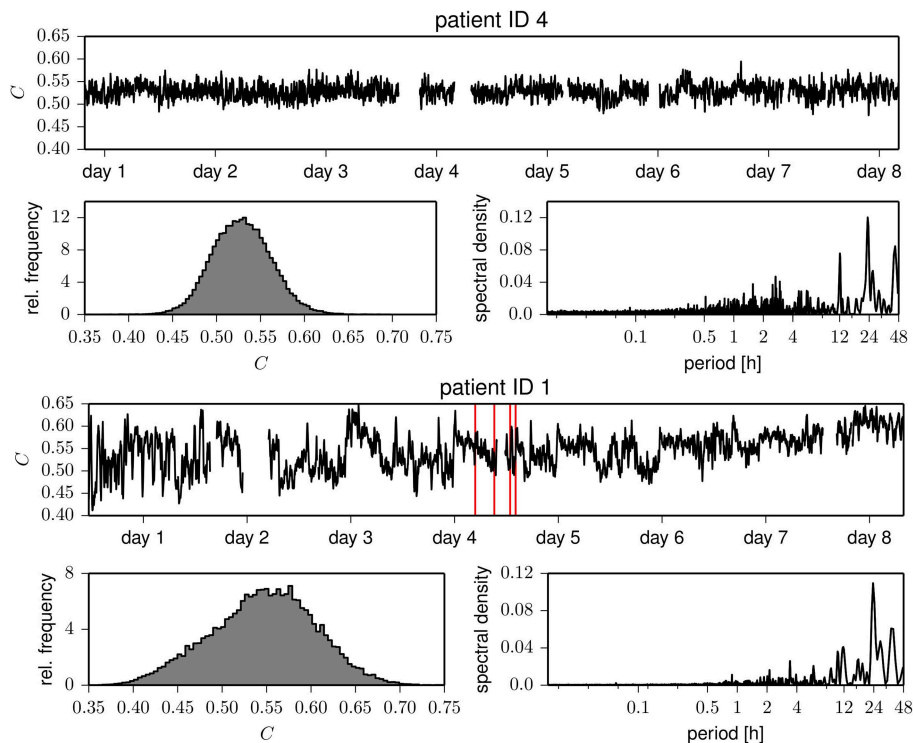 patient ID 4
0.65
0.60
0.55
0.50
0.45
0.40
C
day 1 day 2 day 3 day 4 day 5 day 6 day 7 day 8
12
8
4
0
rel. frequency
0.35 0.40 0.45 0.50 0.55 0.60 0.65 0.70 0.75
C
0.12
0.08
0.04
0.0
spectral density
0.1 0.5 1 2 4 12 24 48
period [h]
patient ID 1
0.65
0.60
0.55
0.50
0.45
0.40
C
day 1 day 2 day 3 day 4 day 5 day 6 day 7 day 8
8
4
0
rel. frequency
0.35 0.40 0.45 0.50 0.55 0.60 0.65 0.70 0.75
C
0.12
0.08
0.04
0.0
spectral density
0.1 0.5 1 2 4 12 24 48
period [h]